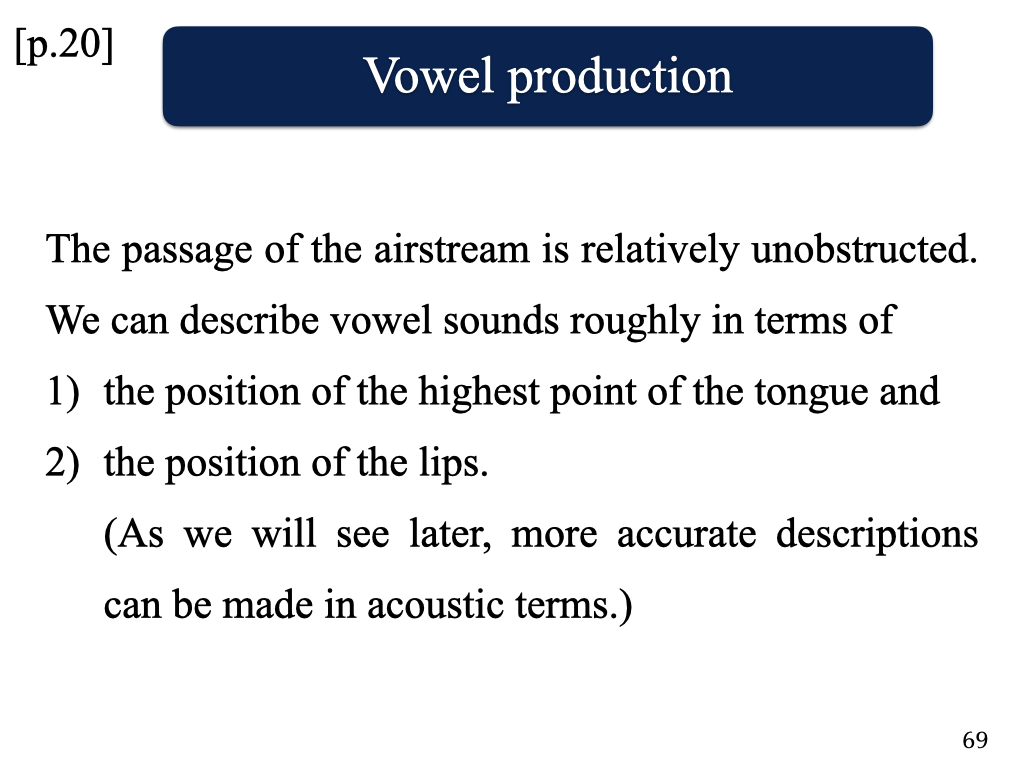 [p.20]
Vowel production
The passage of the airstream is relatively unobstructed.
We can describe vowel sounds roughly in terms of
1) the position of the highest point of the tongue and
2) the position of the lips.
(As we will see later, more accurate descriptions
can be made in acoustic terms.)
69